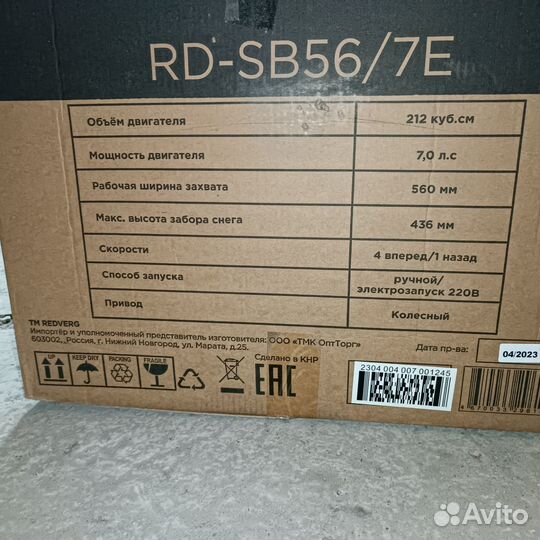 RD-SB56/7E
Объём двигателя 212 куб.см
Мощность двигателя 7,0 л.с
Рабочая ширина захвата 560 мм
Макс. высота забора снега 436 мм
Скорости 4 вперед/1 назад
Способ запуска ручной/
электрозапуск 220В
Привод Колесный
TM REDVERG
Импортёр и уполномоченный представитель изготовителя: ООО «ТМК ОптТорг»
603002, ,Россия, г. Нижний Новгород, ул. Марата, д.25.
Сделано в КНР
Дата пр-ва: 04/2023
KEEP DRY PACKING FRAGILE
EAC
2304 004 007 001245
Avito